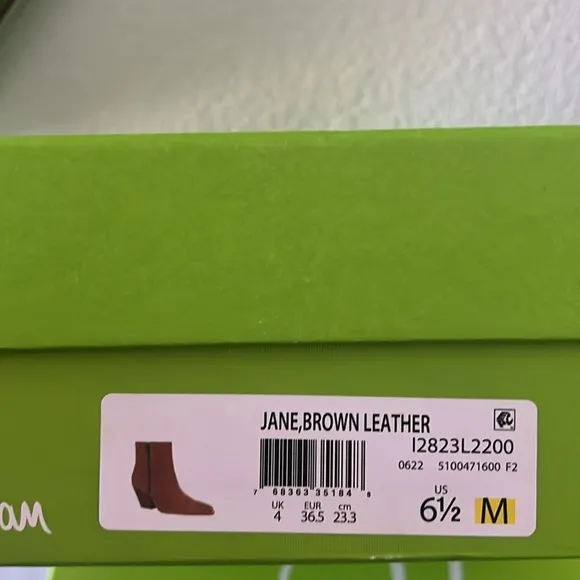 JANE,BROWN LEATHER
I2823L2200
0622 5100471600 F2
7 68363 35184 8
UK EUR cm
4 36.5 23.3
US
6½ M